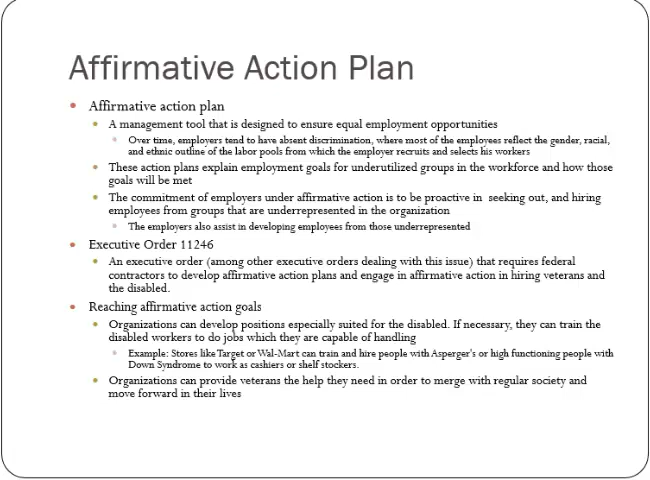 Affirmative Action Plan
Affirmative action plan
A management tool that is designed to ensure equal employment opportunities
Over time, employers tend to have absent discrimination, where most of the employees reflect the gender, racial,
and ethnic outline of the labor pools from which the employer recruits and selects his workers
These action plans explain employment goals for underutilized groups in the workforce and how those
goals will be met
The commitment of employers under affirmative action is to be proactive in seeking out, and hiring
employees from groups that are underrepresented in the organization
The employers also assist in developing employees from those underrepresented
Executive Order 11246
An executive order (among other executive orders dealing with this issue) that requires federal
contractors to develop affirmative action plans and engage in affirmative action in hiring veterans and
the disabled.
Reaching affirmative action goals
Organizations can develop positions especially suited for the disabled. If necessary, they can train the
disabled workers to do jobs which they are capable of handling
Example: Stores like Target or Wal-Mart can train and hire people with Asperger's or high functioning people with
Down Syndrome to work as cashiers or shelf stockers.
Organizations can provide veterans the help they need in order to merge with regular society and
move forward in their lives